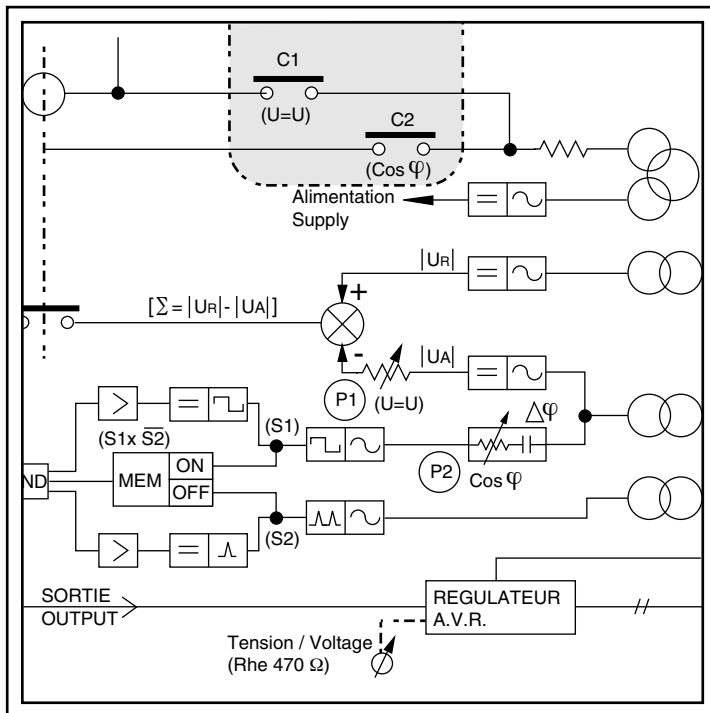 C1
(U=U)
C2
(Cos φ)
Alimentation
Supply
= ~
|UR|
= ~
+
[∑ = |UR| - |UA| ]
-
|UA|
= ~
P1
(U=U)
Δφ
>
=
(S1x S̅2̅)
(S1)
~
P2
Cos φ
ND
MEM
ON
OFF
(S2)
~
>
=
SORTIE
OUTPUT
REGULATEUR
A.V.R.
//
Tension / Voltage
(Rhe 470 Ω)